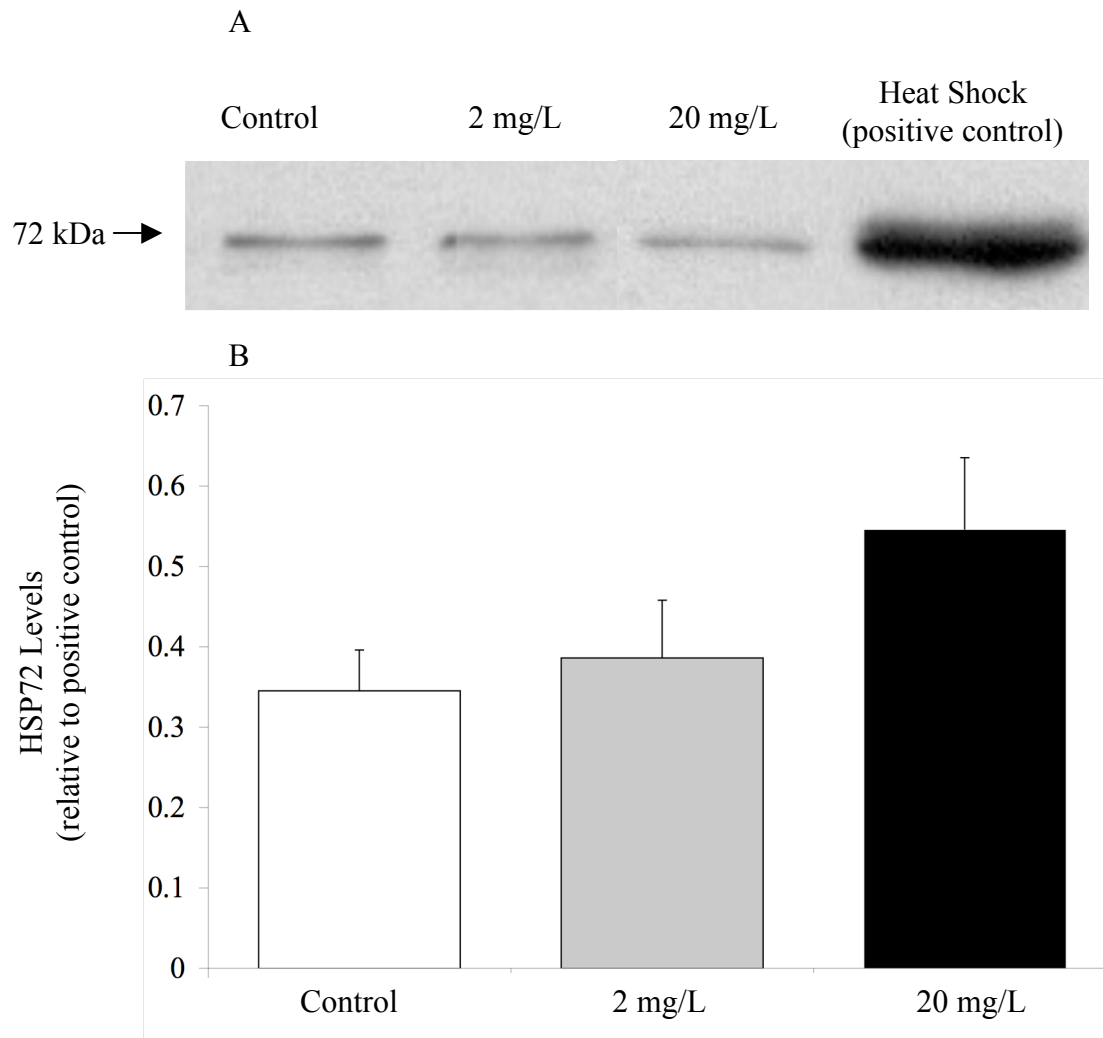 A
Control
2 mg/L
20 mg/L
Heat Shock
(positive control)
72 kDa
B
HSP72 Levels
(relative to positive control)
0.7
0.6
0.5
0.4
0.3
0.2
0.1
0
Control
2 mg/L
20 mg/L